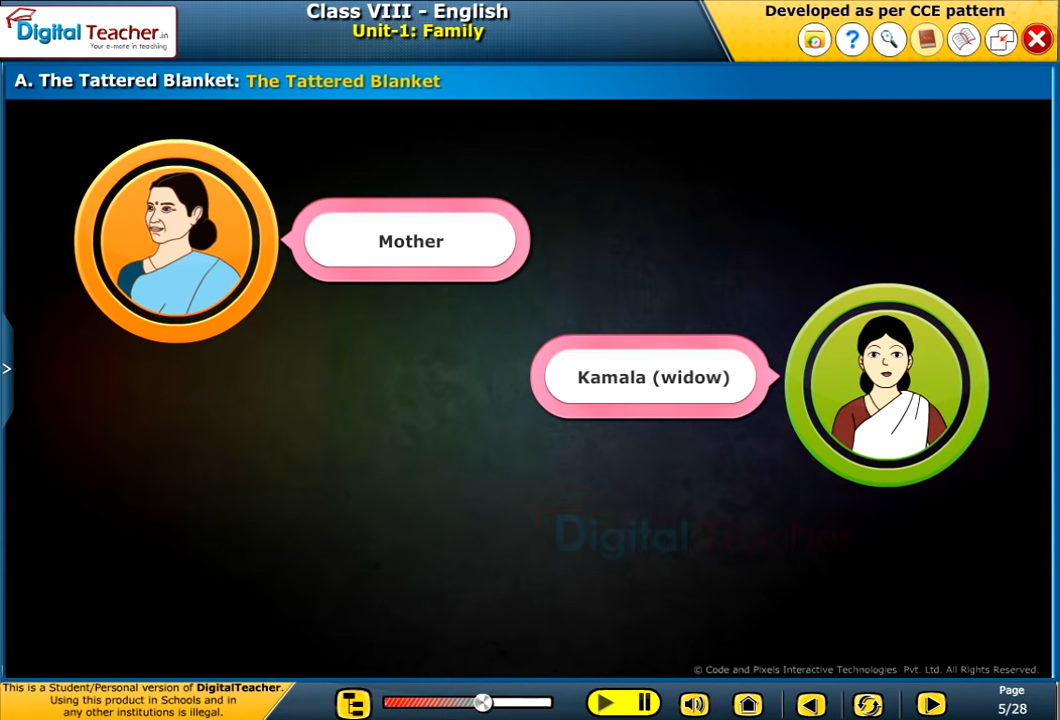 Digital Teacher.in
Your e-mate in teaching
Class VIII - English
Unit-1: Family
Developed as per CCE pattern
?
A. The Tattered Blanket: The Tattered Blanket
Mother
Kamala (widow)
>
Digital Teacher
© Code and Pixels Interactive Technologies Pvt. Ltd. All Rights Reserved.
This is a Student/Personal version of DigitalTeacher.
Using this product in Schools and in
any other institutions is illegal.
Page
5/28